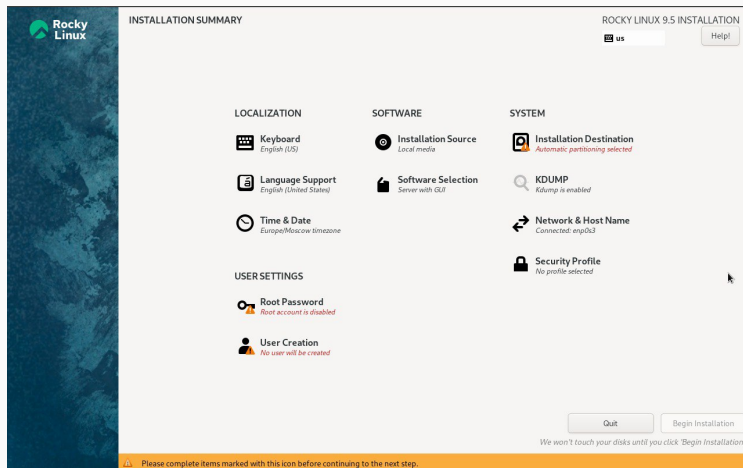 Rocky
Linux
INSTALLATION SUMMARY
ROCKY LINUX 9.5 INSTALLATION
us
Help!
LOCALIZATION
Keyboard
English (US)
Language Support
English (United States)
Time & Date
Europe/Moscow timezone
SOFTWARE
Installation Source
Local media
Software Selection
Server with GUI
SYSTEM
Installation Destination
Automatic partitioning selected
KDUMP
Kdump is enabled
Network & Host Name
Connected: enp0s3
Security Profile
No profile selected
USER SETTINGS
Root Password
Root account is disabled
User Creation
No user will be created
Quit
Begin Installation
We won't touch your disks until you click 'Begin Installation
Please complete items marked with this icon before continuing to the next step.